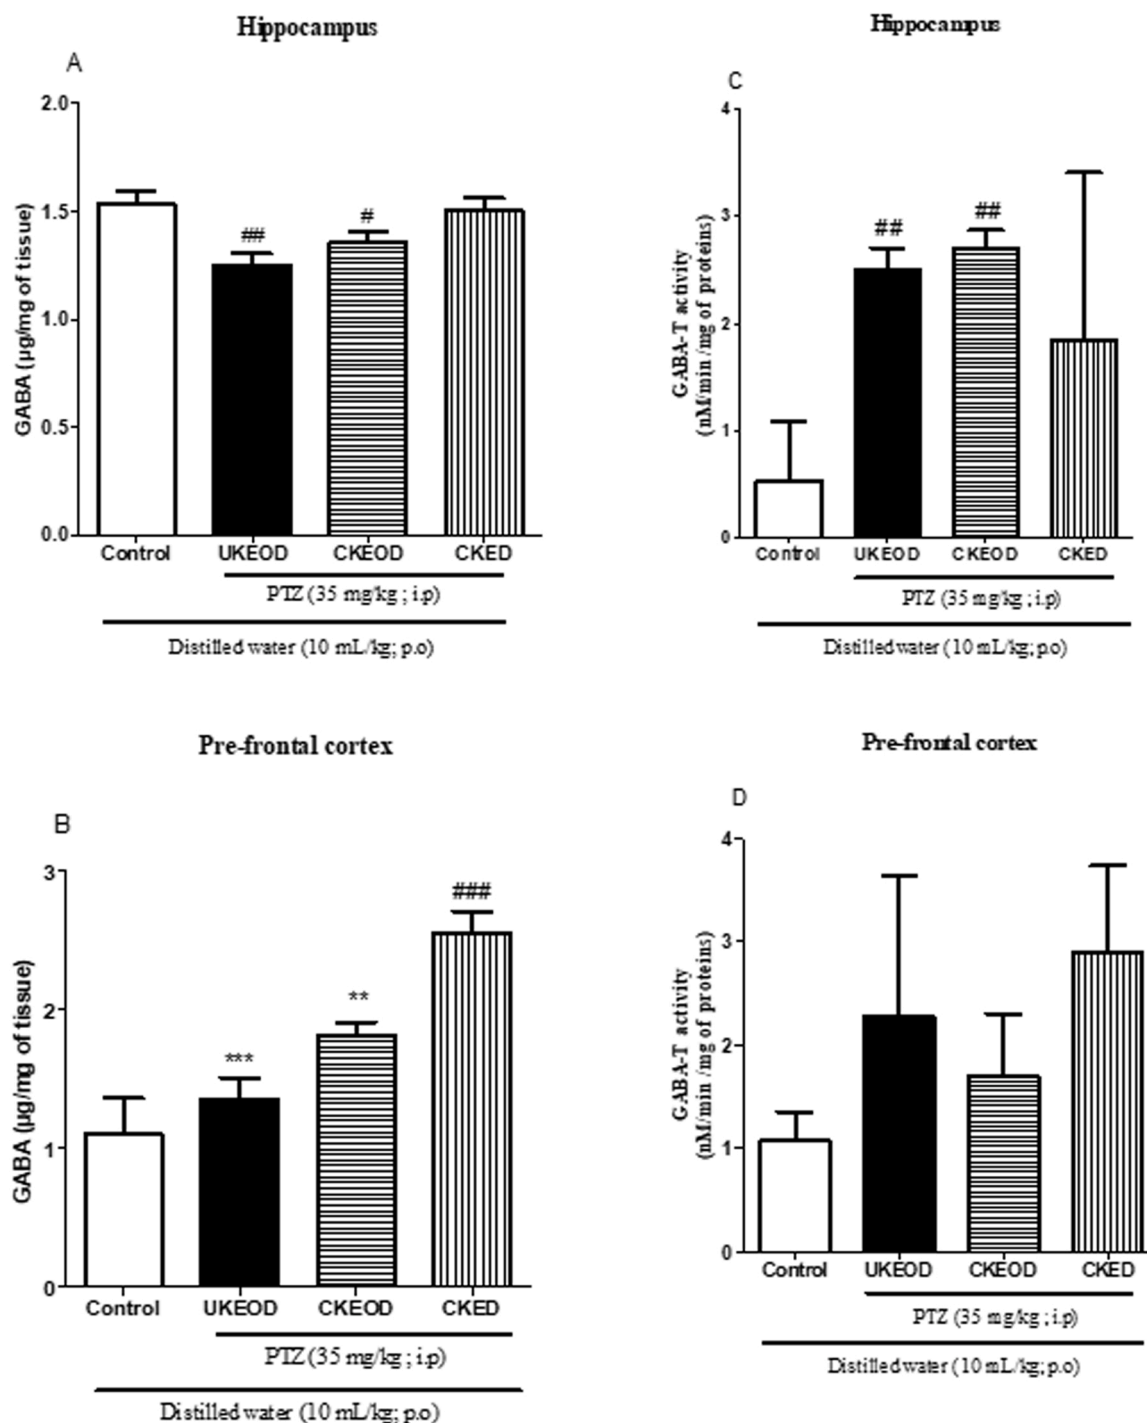 Hippocampus
A
GABA (µg/mg of tissue)
2.0
1.5
1.0
0.5
0.0
##
#
Control UKEOD CKEOD CKED
PTZ (35 mg/kg ; i.p)
Distilled water (10 mL/kg; p.o)
Hippocampus
C
GABA-T activity
(nM/min /mg of proteins)
4
3
2
1
0
##
##
Control UKEOD CKEOD CKED
PTZ (35 mg/kg ; i.p)
Distilled water (10 mL/kg; p.o)
Pre-frontal cortex
B
GABA (µg/mg of tissue)
3
2
1
0
***
**
###
Control UKEOD CKEOD CKED
PTZ (35 mg/kg ; i.p)
Distilled water (10 mL/kg; p.o)
Pre-frontal cortex
D
GABA-T activity
(nM/min /mg of proteins)
4
3
2
1
0
Control UKEOD CKEOD CKED
PTZ (35 mg/kg ; i.p)
Distilled water (10 mL/kg; p.o)